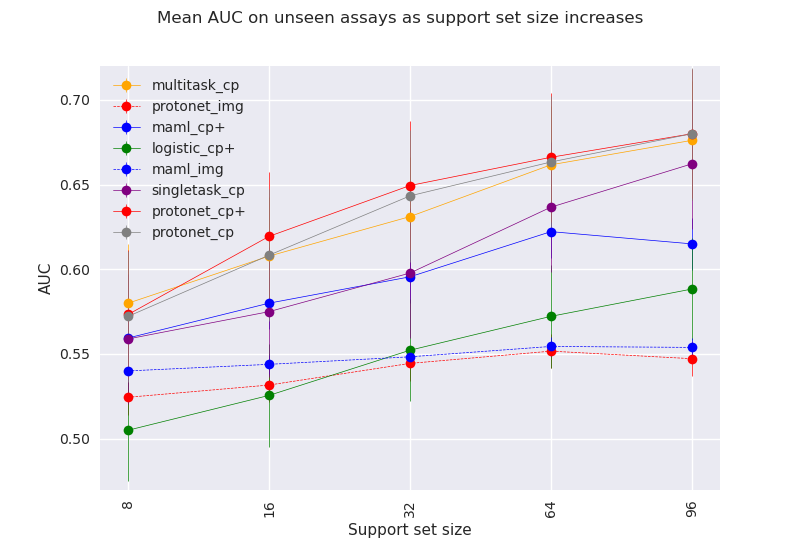 Mean AUC on unseen assays as support set size increases
multitask_cp
protonet_img
maml_cp+
logistic_cp+
maml_img
singletask_cp
protonet_cp+
protonet_cp
0.70
0.65
0.60
0.55
0.50
AUC
8
16
32
64
96
Support set size